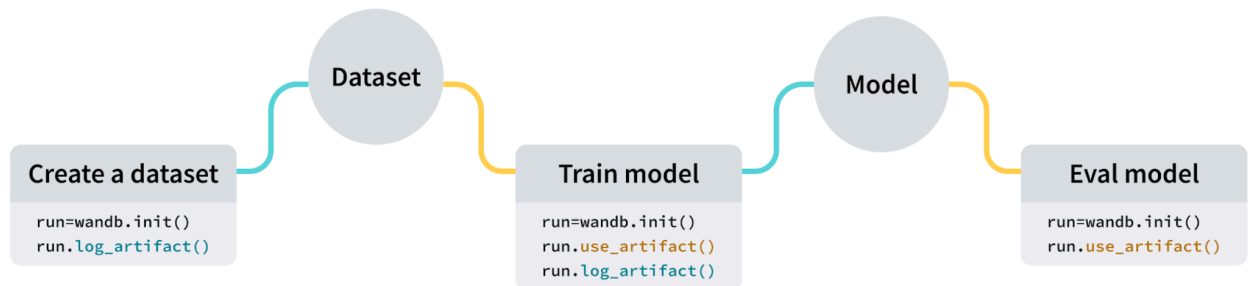 Dataset
Model
Create a dataset
run=wandb.init()
run.log_artifact()
Train model
run=wandb.init()
run.use_artifact()
run.log_artifact()
Eval model
run=wandb.init()
run.use_artifact()